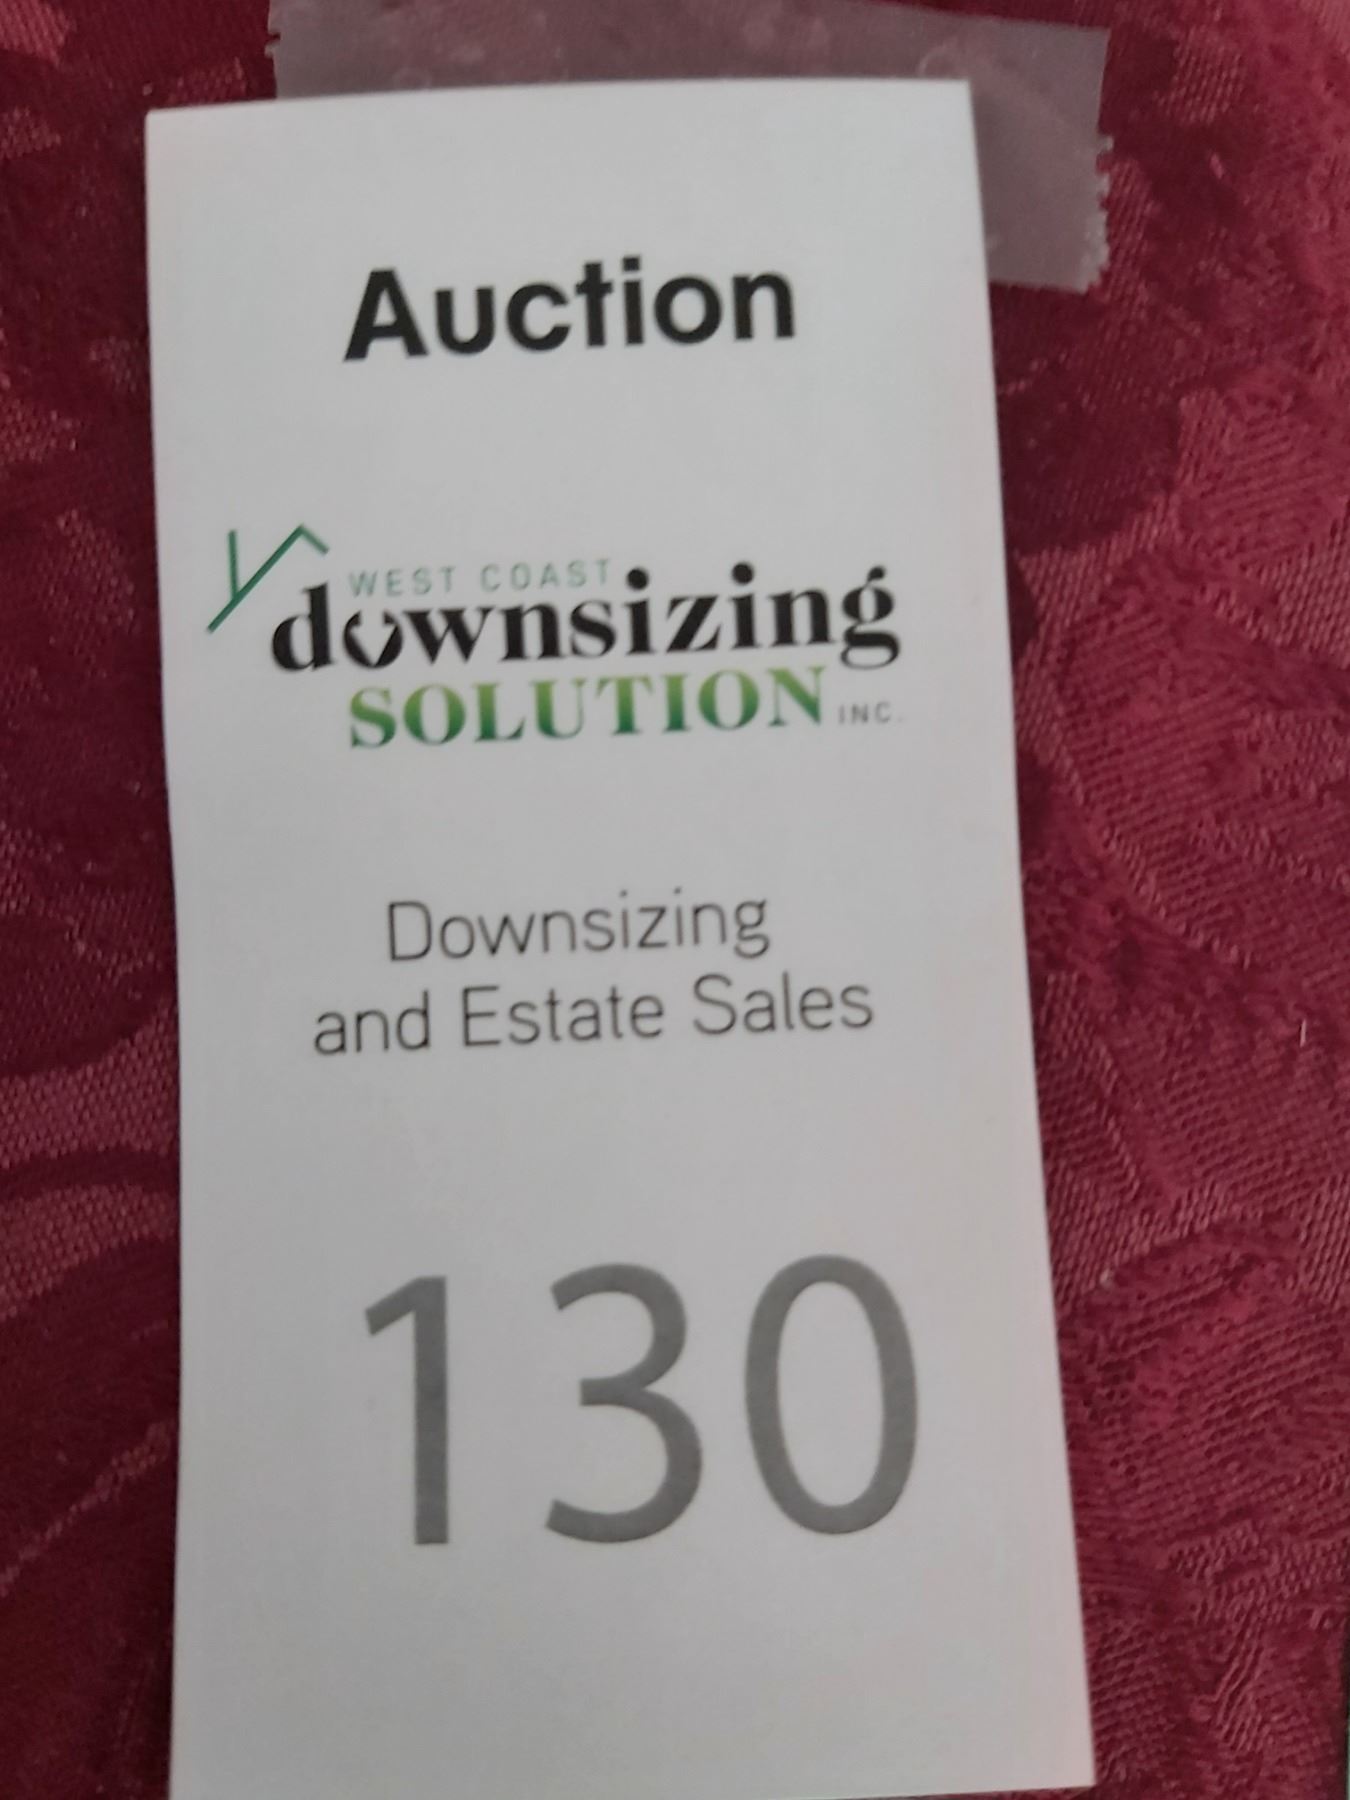 Auction
WEST COAST
downsizing
SOLUTION INC.
Downsizing
and Estate Sales
130